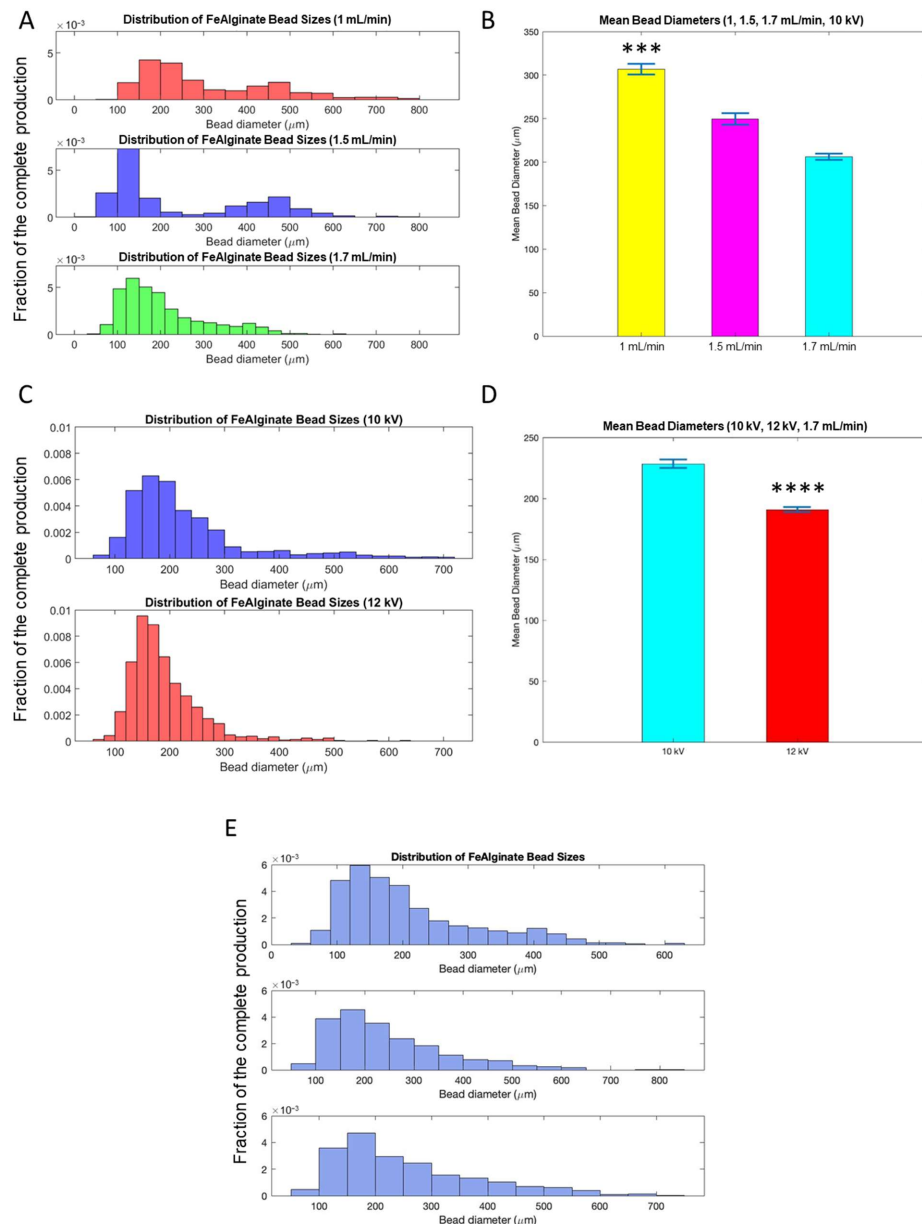 A
Distribution of FeAlginate Bead Sizes (1 mL/min)
× 10⁻³
5
0
0 100 200 300 400 500 600 700 800
Bead diameter (μm)
Distribution of FeAlginate Bead Sizes (1.5 mL/min)
× 10⁻³
5
0
0 100 200 300 400 500 600 700 800
Bead diameter (μm)
Distribution of FeAlginate Bead Sizes (1.7 mL/min)
× 10⁻³
5
0
0 100 200 300 400 500 600 700 800
Bead diameter (μm)
Fraction of the complete production
B
Mean Bead Diameters (1, 1.5, 1.7 mL/min, 10 kV)
350
300
250
200
150
100
50
0
Mean Bead Diameter (μm)
***
1 mL/min 1.5 mL/min 1.7 mL/min
C
Distribution of FeAlginate Bead Sizes (10 kV)
0.01
0.008
0.006
0.004
0.002
0
100 200 300 400 500 600 700
Bead diameter (μm)
Distribution of FeAlginate Bead Sizes (12 kV)
0.01
0.008
0.006
0.004
0.002
0
100 200 300 400 500 600 700
Bead diameter (μm)
Fraction of the complete production
D
Mean Bead Diameters (10 kV, 12 kV, 1.7 mL/min)
250
200
150
100
50
0
Mean Bead Diameter (μm)
****
10 kV 12 kV
E
Distribution of FeAlginate Bead Sizes
× 10⁻³
6
4
2
0
0 100 200 300 400 500 600
Bead diameter (μm)
× 10⁻³
6
4
2
0
100 200 300 400 500 600 700 800
Bead diameter (μm)
× 10⁻³
6
4
2
0
100 200 300 400 500 600 700
Bead diameter (μm)
Fraction of the complete production